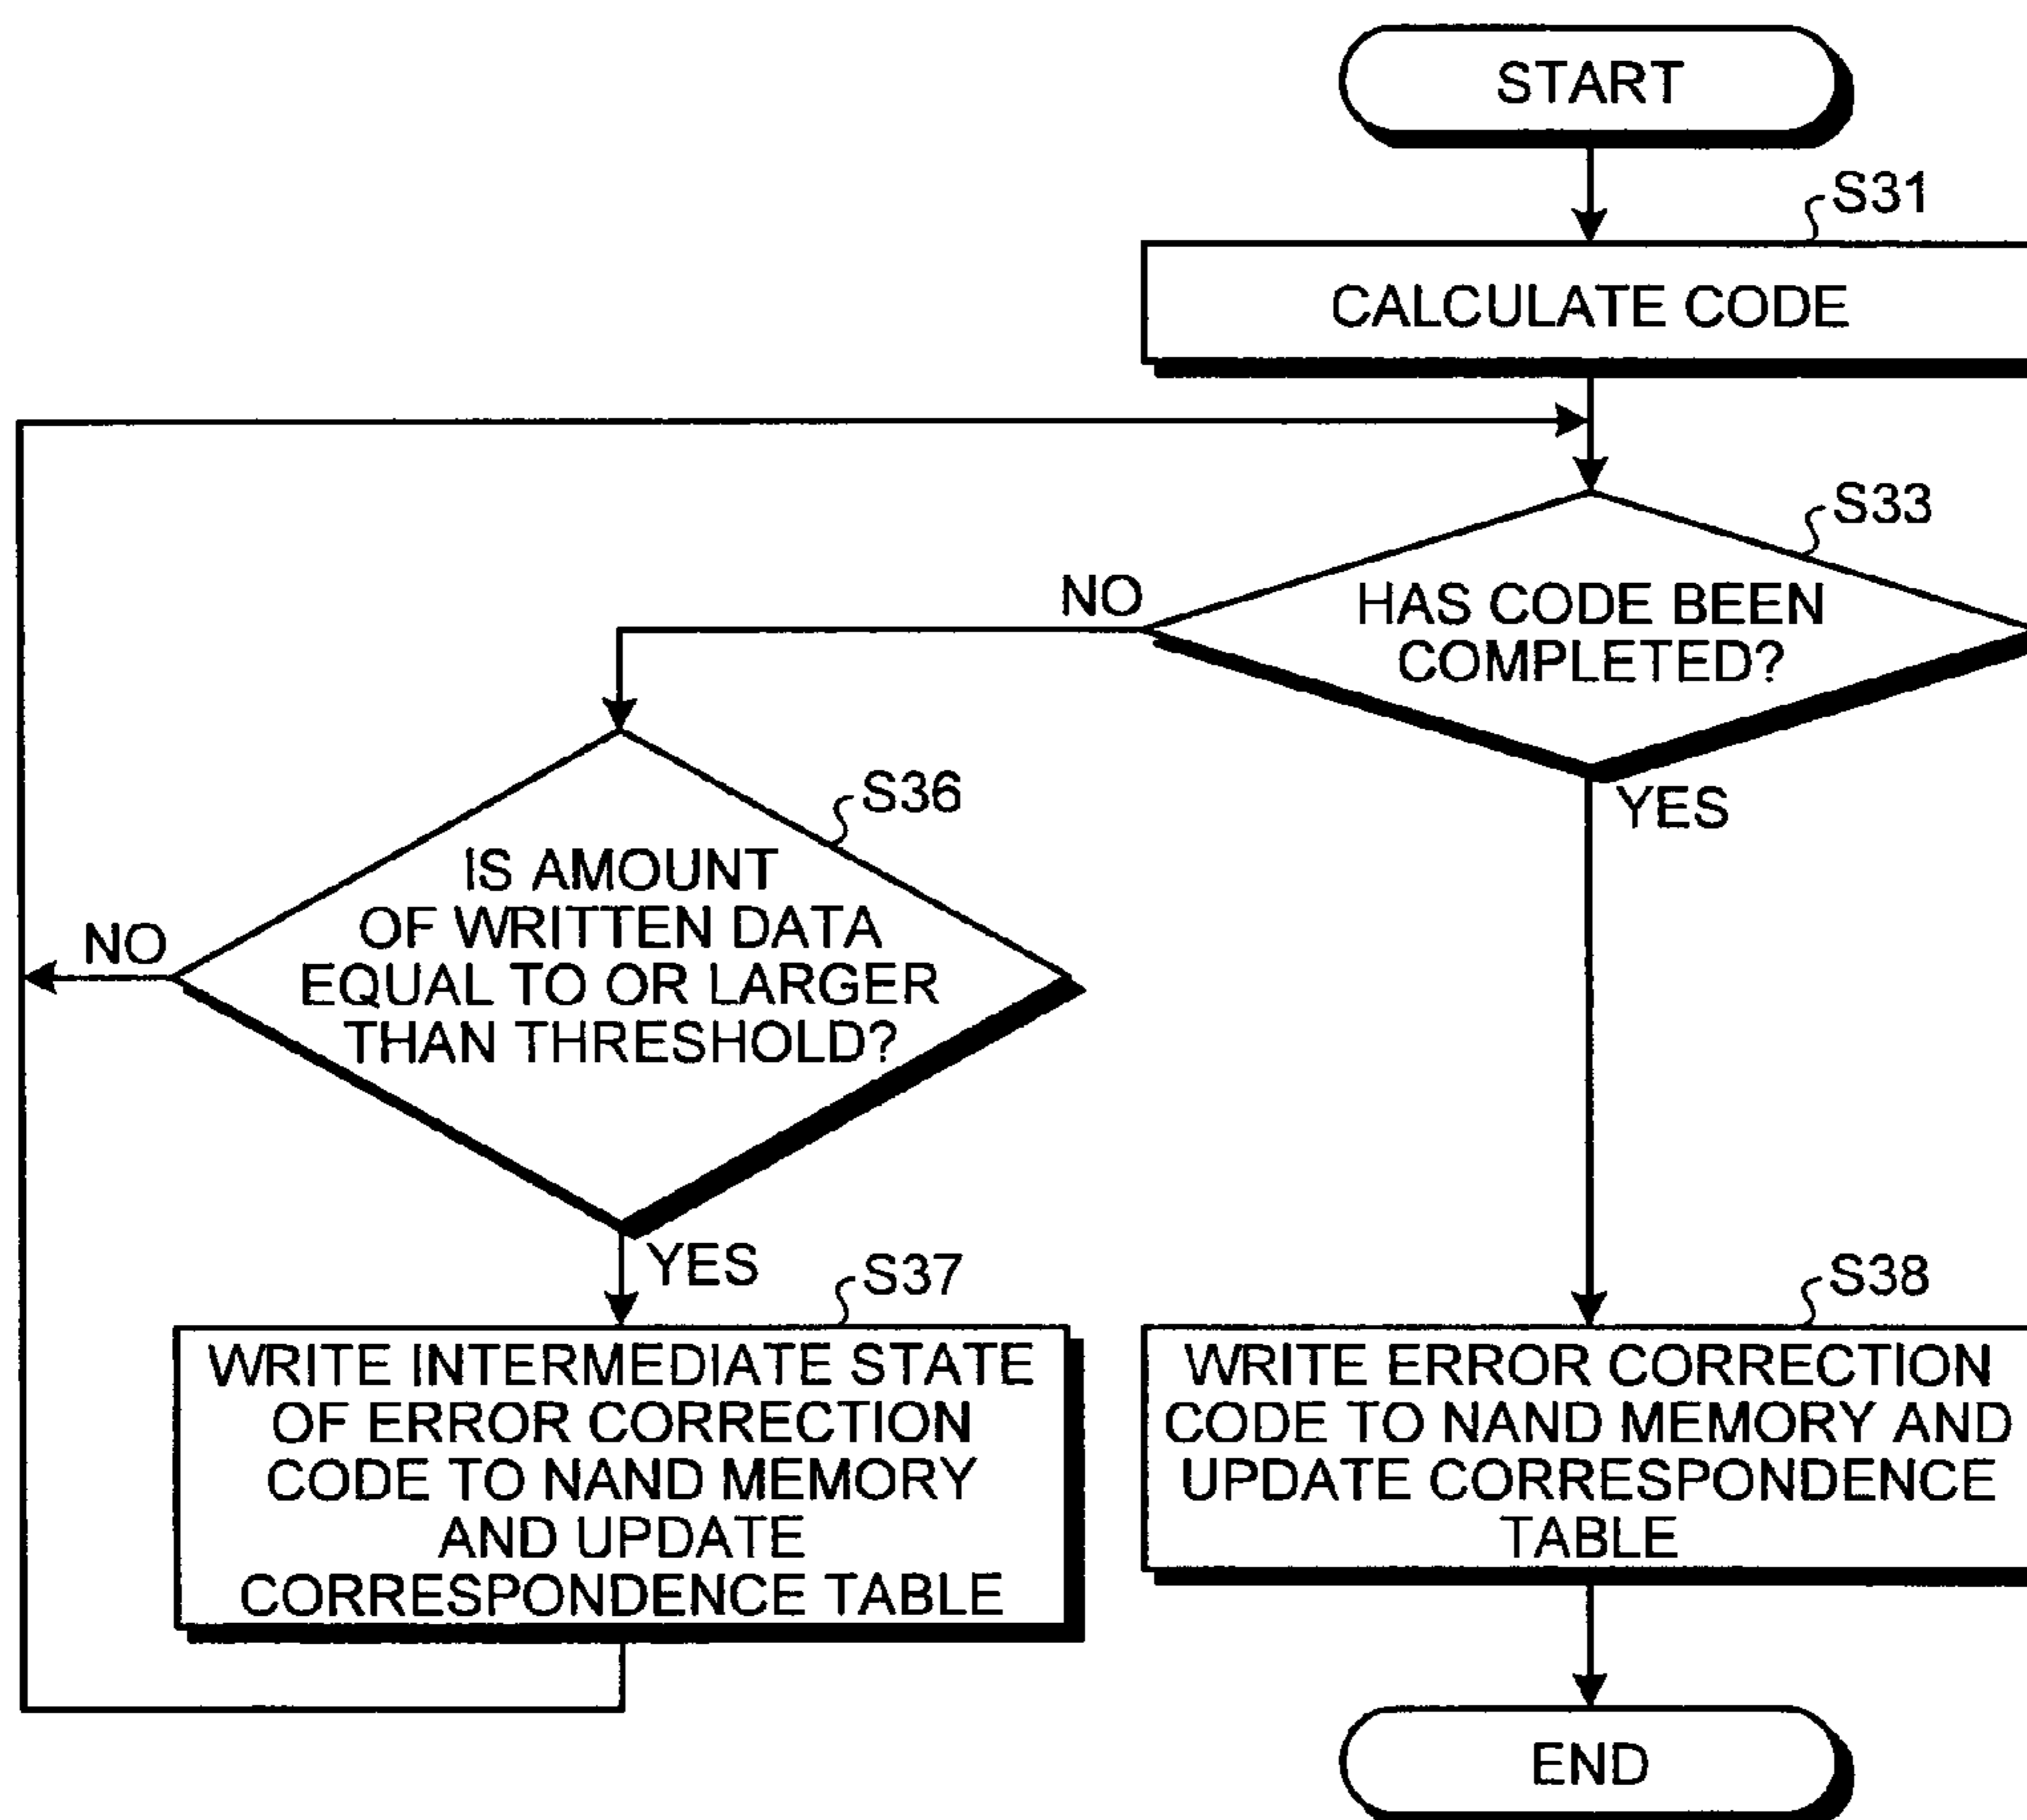 START
S31
CALCULATE CODE
S33
NO
HAS CODE BEEN
COMPLETED?
YES
S36
IS AMOUNT
OF WRITTEN DATA
EQUAL TO OR LARGER
THAN THRESHOLD?
NO
YES
S37
WRITE INTERMEDIATE STATE
OF ERROR CORRECTION
CODE TO NAND MEMORY
AND UPDATE
CORRESPONDENCE TABLE
S38
WRITE ERROR CORRECTION
CODE TO NAND MEMORY AND
UPDATE CORRESPONDENCE
TABLE
END